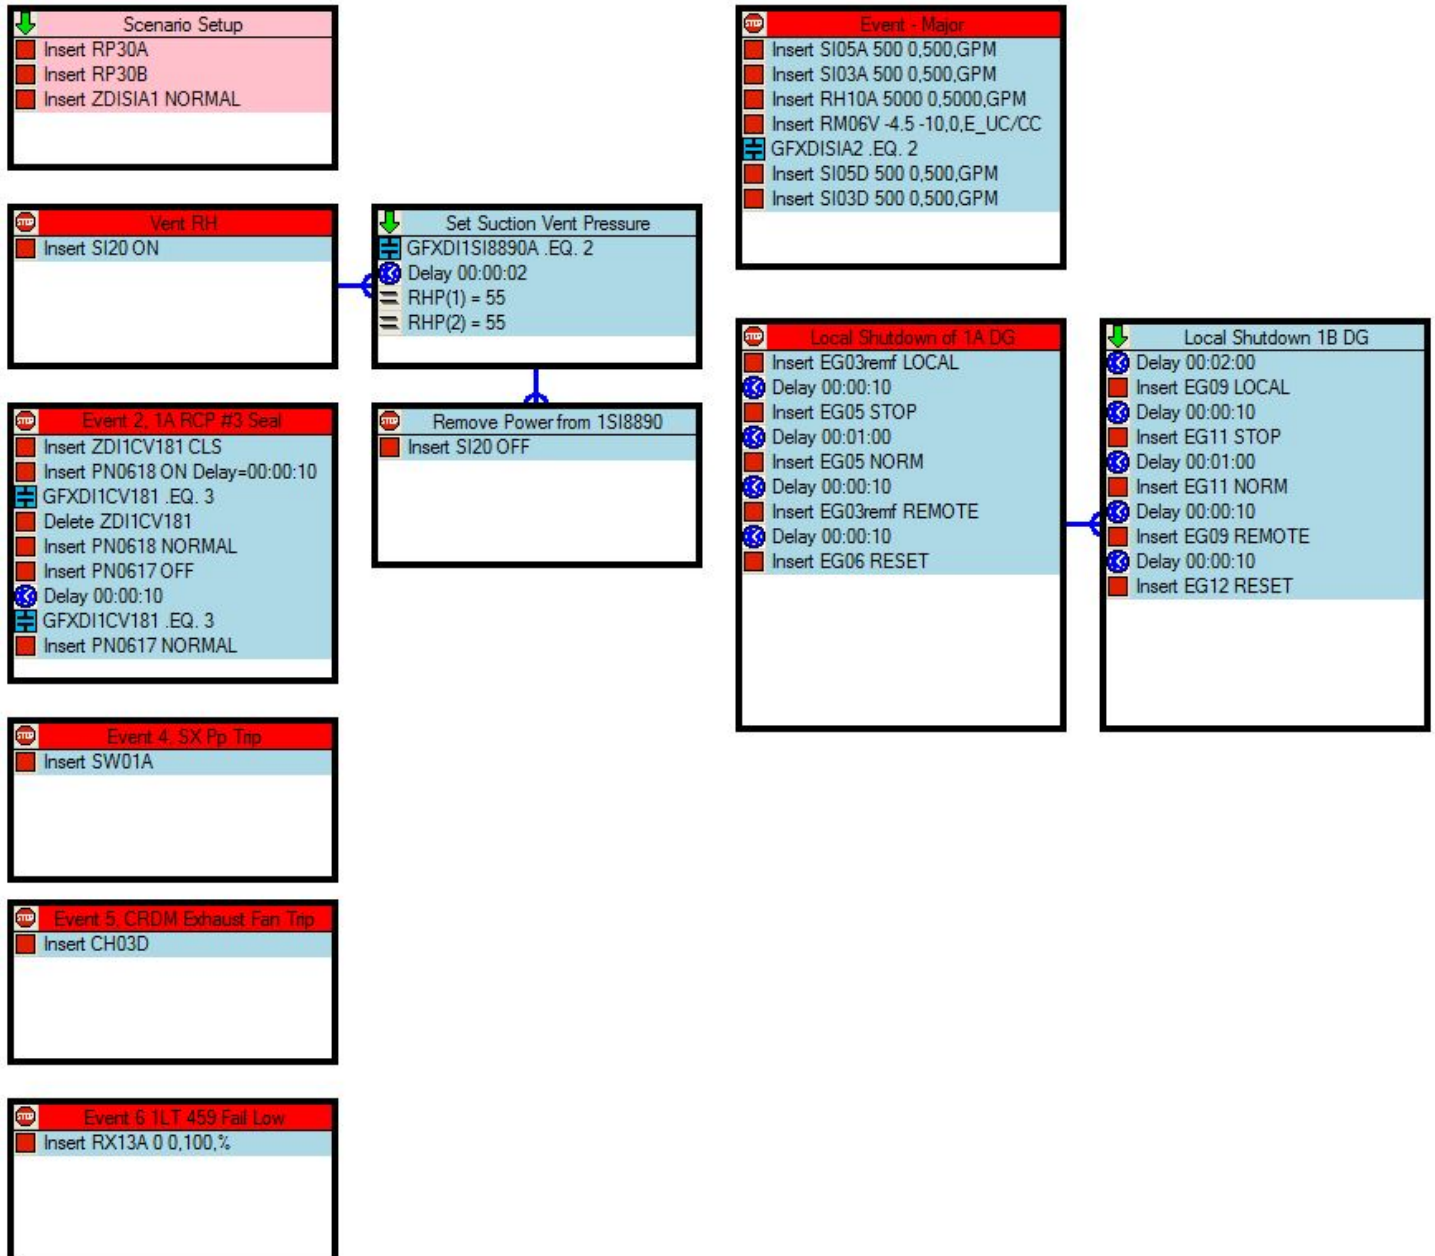 Scenario Setup
Insert RP30A
Insert RP30B
Insert ZDISIA1 NORMAL
STOP Vent RH
Insert SI20 ON
Set Suction Vent Pressure
GFXDI1SI8890A .EQ. 2
Delay 00:00:02
RHP(1) = 55
RHP(2) = 55
STOP Event 2, 1A RCP #3 Seal
Insert ZDI1CV181 CLS
Insert PN0618 ON Delay=00:00:10
GFXDI1CV181 .EQ. 3
Delete ZDI1CV181
Insert PN0618 NORMAL
Insert PN0617 OFF
Delay 00:00:10
GFXDI1CV181 .EQ. 3
Insert PN0617 NORMAL
STOP Remove Power from 1SI8890
Insert SI20 OFF
STOP Event 4, SX Pp Trip
Insert SW01A
STOP Event 5, CRDM Exhaust Fan Trip
Insert CH03D
STOP Event 6 1LT 459 Fail Low
Insert RX13A 0 0,100,%
STOP Event - Major
Insert SI05A 500 0,500,GPM
Insert SI03A 500 0,500,GPM
Insert RH10A 5000 0,5000,GPM
Insert RM06V -4.5 -10,0,E_UC/CC
GFXDISIA2 .EQ. 2
Insert SI05D 500 0,500,GPM
Insert SI03D 500 0,500,GPM
STOP Local Shutdown of 1A DG
Insert EG03remf LOCAL
Delay 00:00:10
Insert EG05 STOP
Delay 00:01:00
Insert EG05 NORM
Delay 00:00:10
Insert EG03remf REMOTE
Delay 00:00:10
Insert EG06 RESET
Local Shutdown 1B DG
Delay 00:02:00
Insert EG09 LOCAL
Delay 00:00:10
Insert EG11 STOP
Delay 00:01:00
Insert EG11 NORM
Delay 00:00:10
Insert EG09 REMOTE
Delay 00:00:10
Insert EG12 RESET